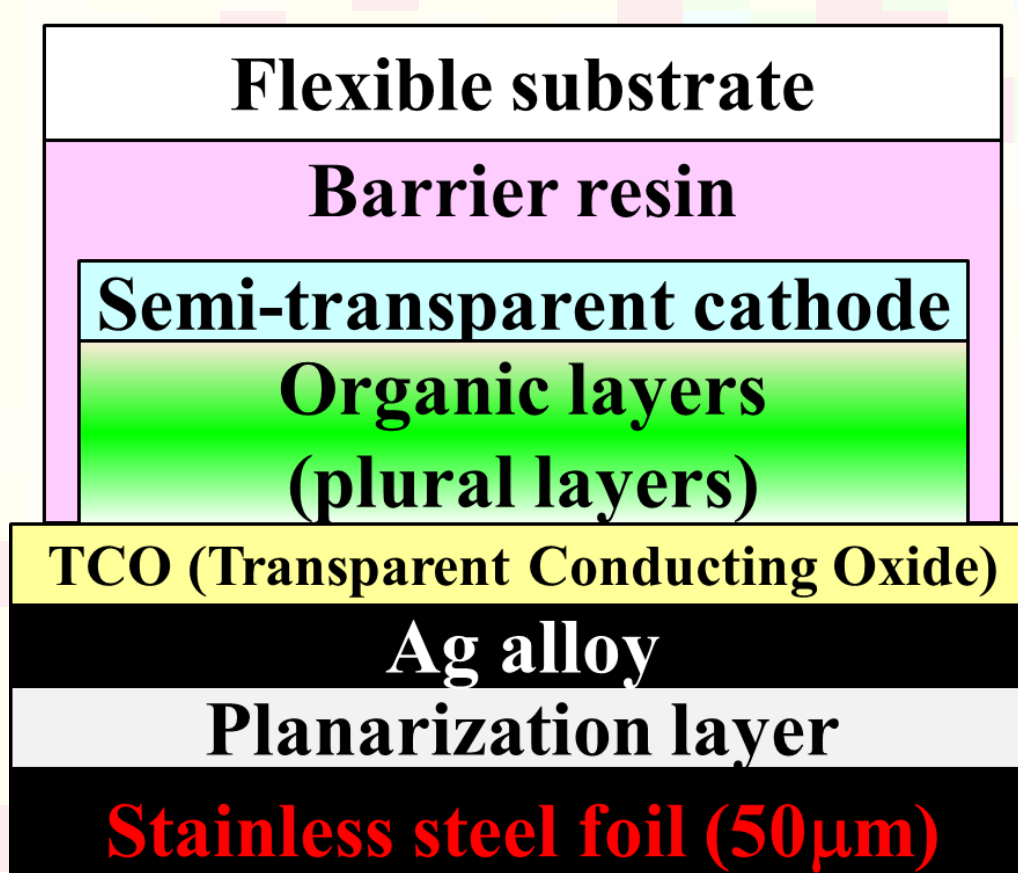 Flexible substrate
Barrier resin
Semi-transparent cathode
Organic layers
(plural layers)
TCO (Transparent Conducting Oxide)
Ag alloy
Planarization layer
Stainless steel foil (50μm)